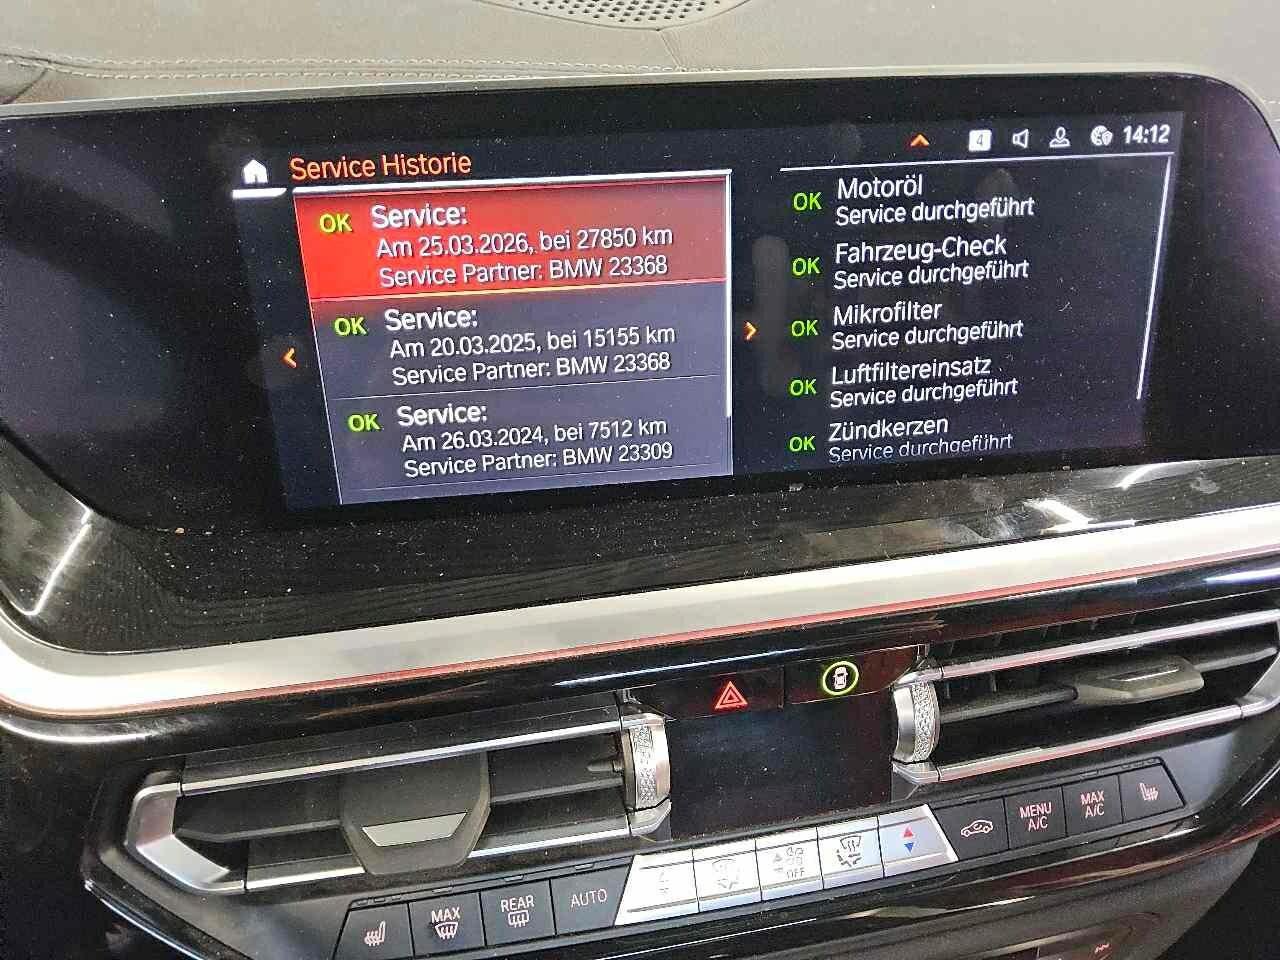 Service Historie
4
14:12
OK Service:
Am 25.03.2026, bei 27850 km
Service Partner: BMW 23368
OK Service:
Am 20.03.2025, bei 15155 km
Service Partner: BMW 23368
OK Service:
Am 26.03.2024, bei 7512 km
Service Partner: BMW 23309
OK Motoröl
Service durchgeführt
OK Fahrzeug-Check
Service durchgeführt
OK Mikrofilter
Service durchgeführt
OK Luftfiltereinsatz
Service durchgeführt
OK Zündkerzen
Service durchgeführt
MAX
REAR
AUTO
OFF
MENU
A/C
MAX
A/C